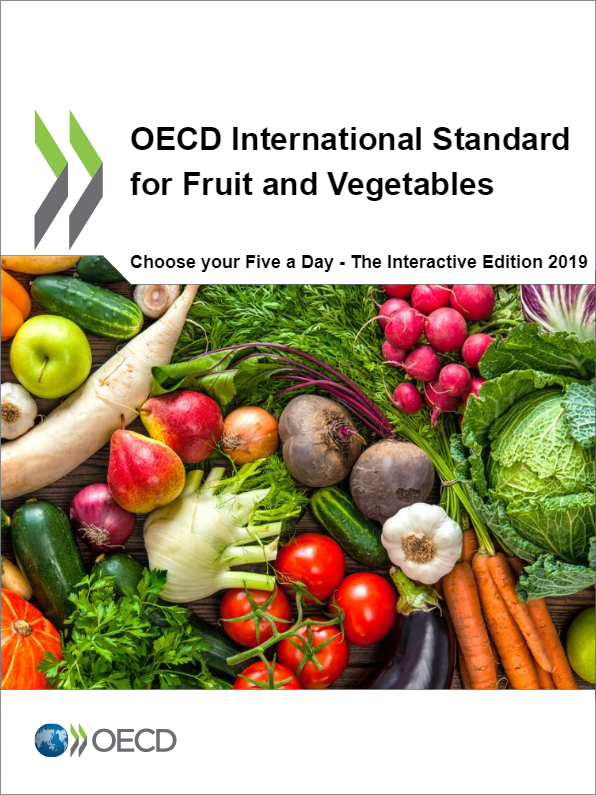 OECD International Standard
for Fruit and Vegetables
Choose your Five a Day - The Interactive Edition 2019
OECD